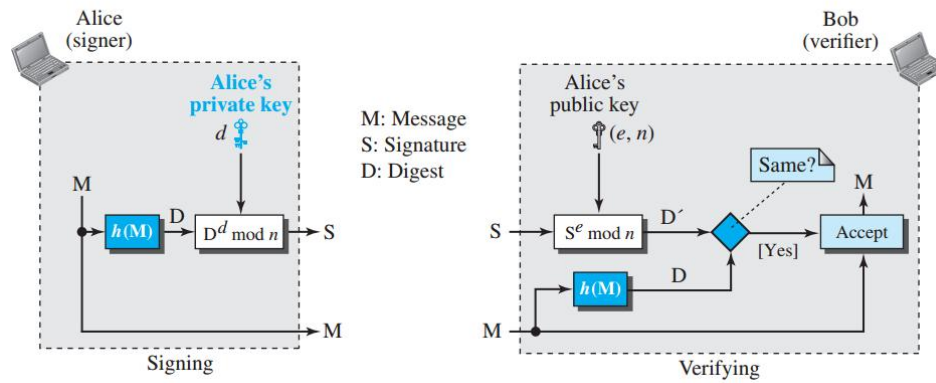 Alice
(signer)
Alice's
private key
d
M
h(M)
D
D^d mod n
S
M
Signing
M: Message
S: Signature
D: Digest
Bob
(verifier)
Alice's
public key
(e, n)
Same?
M
S
S^e mod n
D´
[Yes]
Accept
h(M)
D
M
Verifying